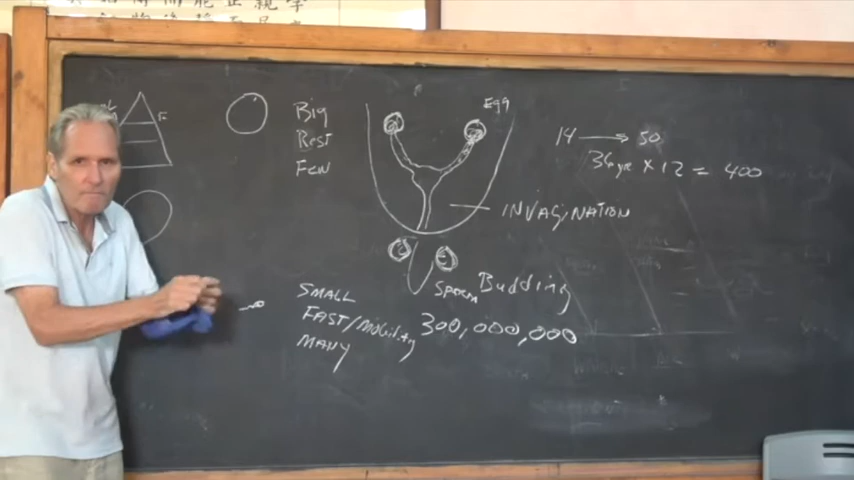 Big
Rest
Few
Egg
14 → 50
36yr × 12 = 400
INVAGINATION
SMALL
FAST/Mobility
MANY
Sperm
Budding
300,000,000